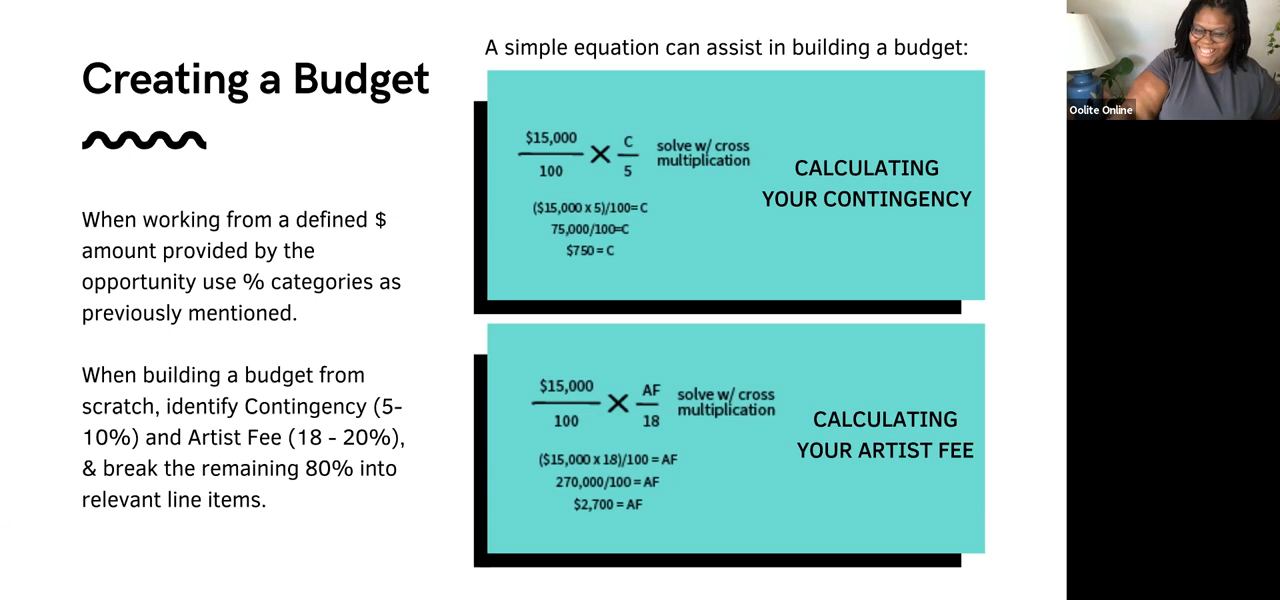 Creating a Budget
When working from a defined $
amount provided by the
opportunity use % categories as
previously mentioned.
When building a budget from
scratch, identify Contingency (5-
10%) and Artist Fee (18 - 20%),
& break the remaining 80% into
relevant line items.
A simple equation can assist in building a budget:
$15,000 C
100 5
solve w/ cross
multiplication
($15,000 x 5)/100= C
75,000/100=C
$750 = C
CALCULATING
YOUR CONTINGENCY
$15,000 AF
100 18
solve w/ cross
multiplication
($15,000 x 18)/100 = AF
270,000/100 = AF
$2,700 = AF
CALCULATING
YOUR ARTIST FEE
Oolite Online